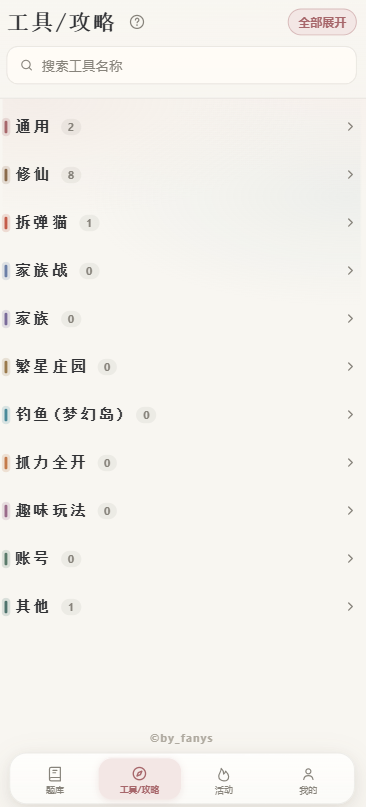 工具/攻略 ? 全部展开
搜索工具名称
通用 2
修仙 8
拆弹猫 1
家族战 0
家族 0
繁星庄园 0
钓鱼(梦幻岛) 0
抓力全开 0
趣味玩法 0
账号 0
其他 1
©by_fanys
题库 工具/攻略 活动 我的